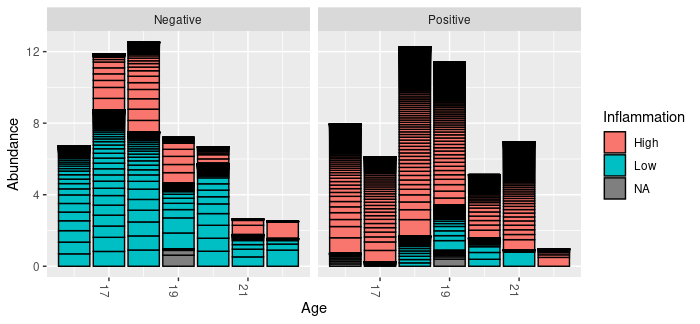 Negative
Positive
Abundance
12
8
4
0
17
19
21
17
19
21
Age
Inflammation
High
Low
NA